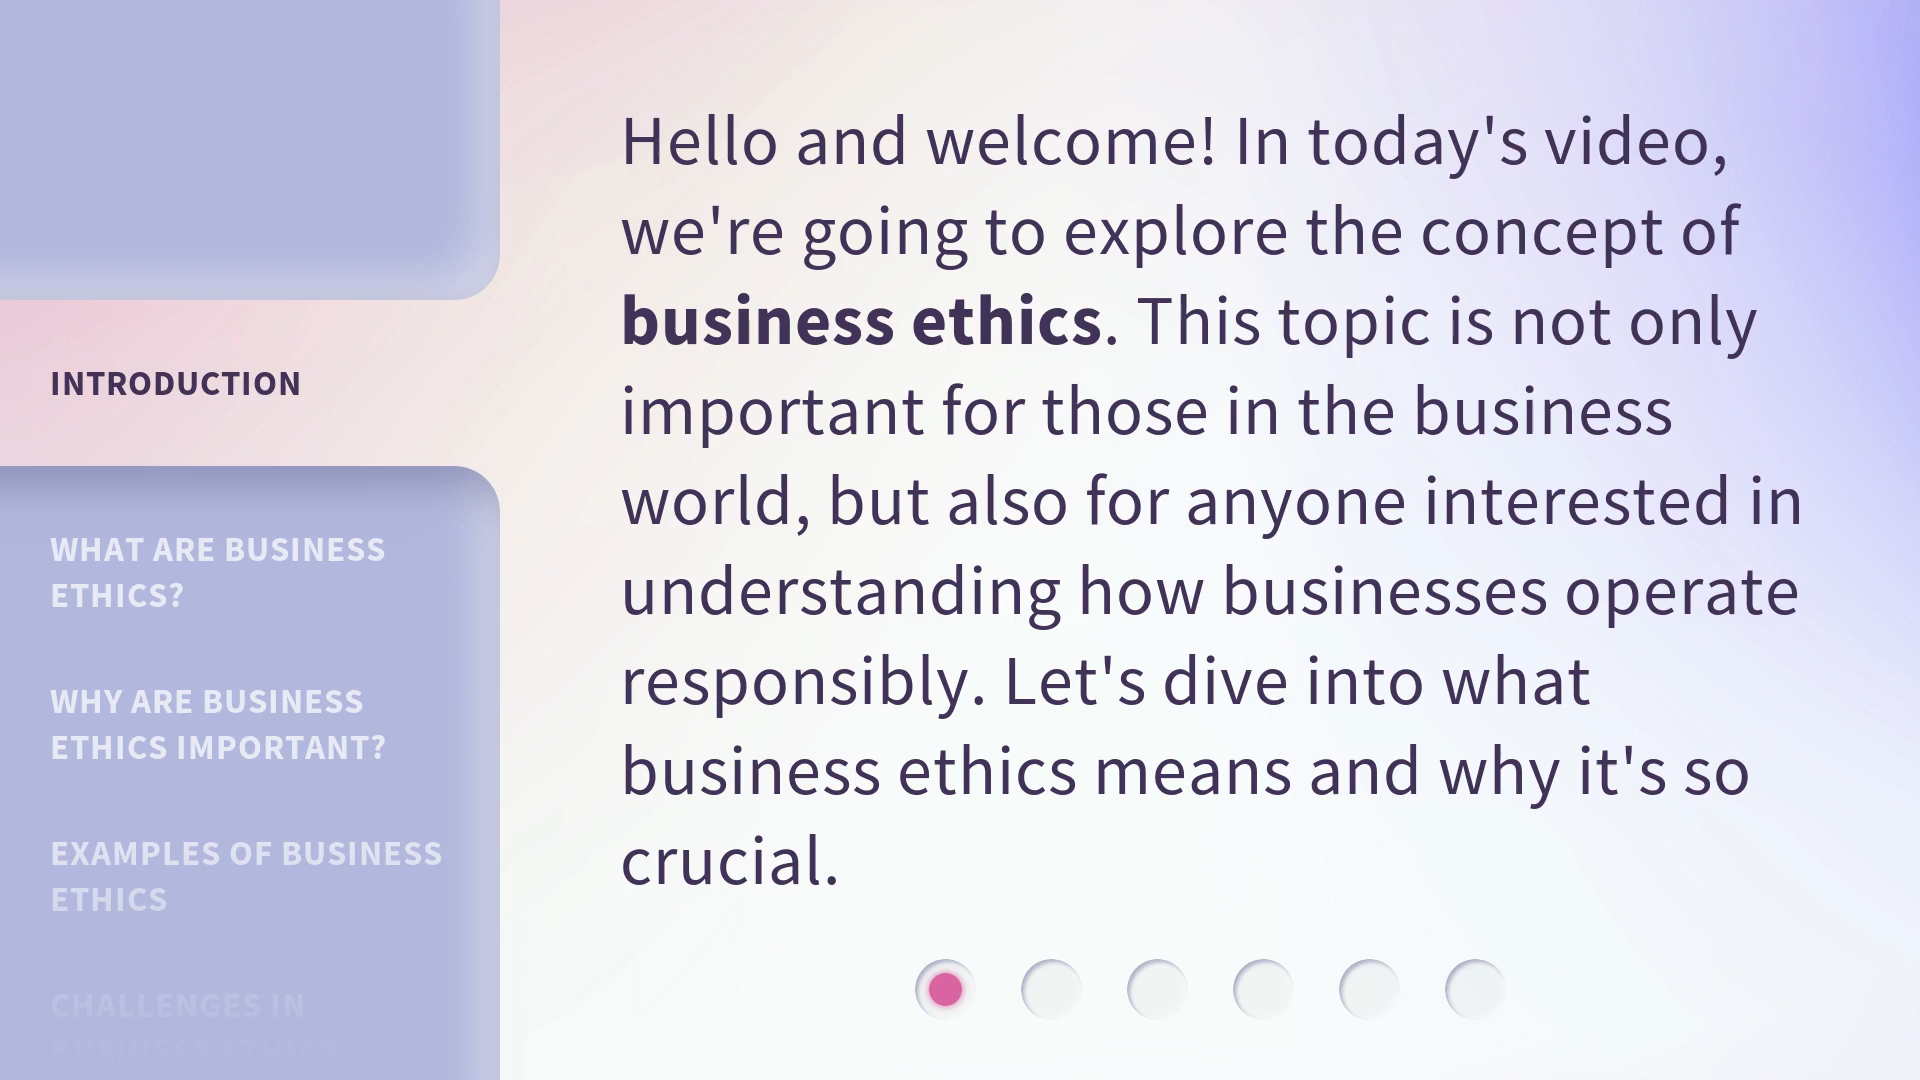 INTRODUCTION
WHAT ARE BUSINESS
ETHICS?
WHY ARE BUSINESS
ETHICS IMPORTANT?
EXAMPLES OF BUSINESS
ETHICS
CHALLENGES IN
BUSINESS ETHICS
Hello and welcome! In today's video,
we're going to explore the concept of
business ethics. This topic is not only
important for those in the business
world, but also for anyone interested in
understanding how businesses operate
responsibly. Let's dive into what
business ethics means and why it's so
crucial.